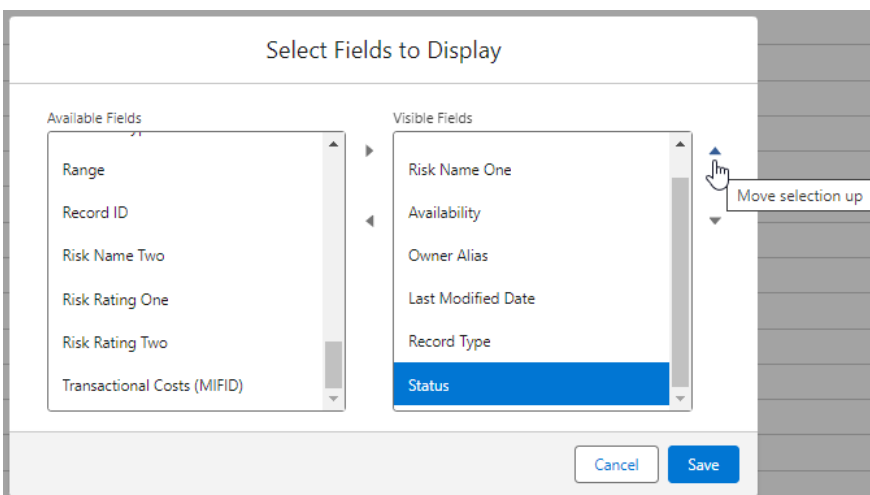 Select Fields to Display
Available Fields
Range
Record ID
Risk Name Two
Risk Rating One
Risk Rating Two
Transactional Costs (MIFID)
Visible Fields
Risk Name One
Availability
Owner Alias
Last Modified Date
Record Type
Status
Move selection up
Cancel
Save